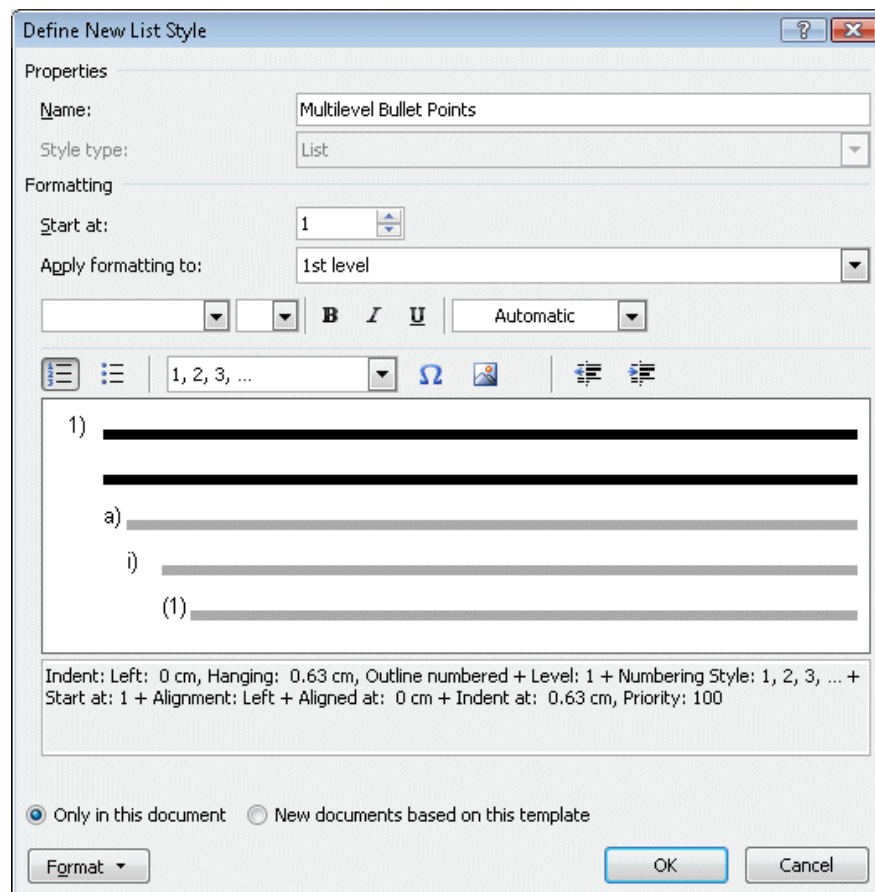 Define New List Style
Properties
Name: Multilevel Bullet Points
Style type: List
Formatting
Start at: 1
Apply formatting to: 1st level
B I U Automatic
1, 2, 3, ... Ω
1)
a)
i)
(1)
Indent: Left: 0 cm, Hanging: 0.63 cm, Outline numbered + Level: 1 + Numbering Style: 1, 2, 3, ... +
Start at: 1 + Alignment: Left + Aligned at: 0 cm + Indent at: 0.63 cm, Priority: 100
Only in this document New documents based on this template
Format OK Cancel